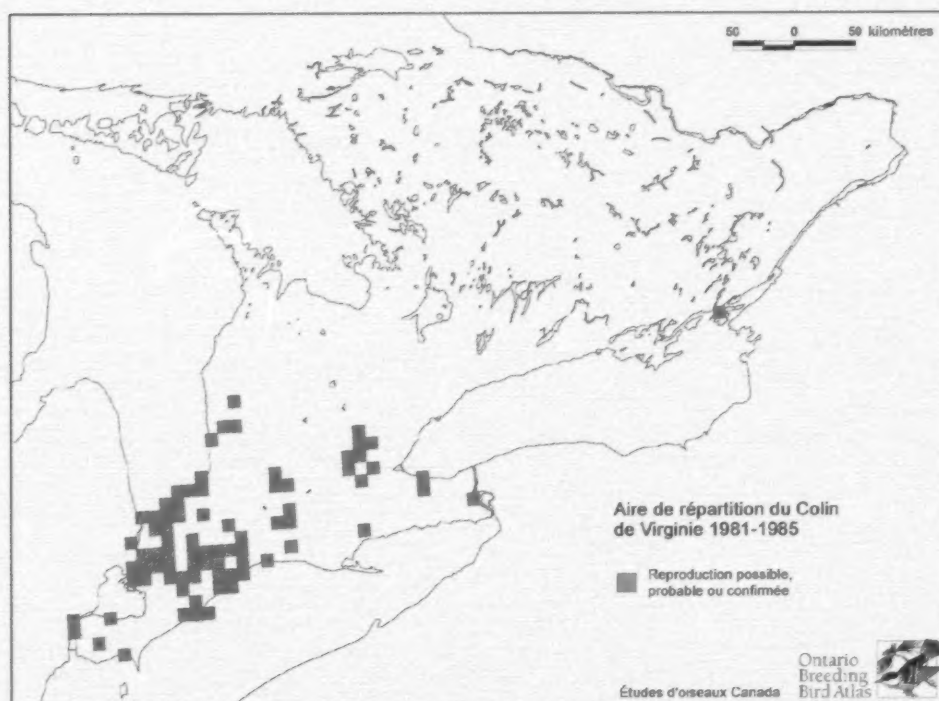 50 0 50 kilomètres
Aire de répartition du Colin
de Virginie 1981-1985
Reproduction possible,
probable ou confirmée
Ontario
Breeding
Bird Atlas
Études d'oiseaux Canada